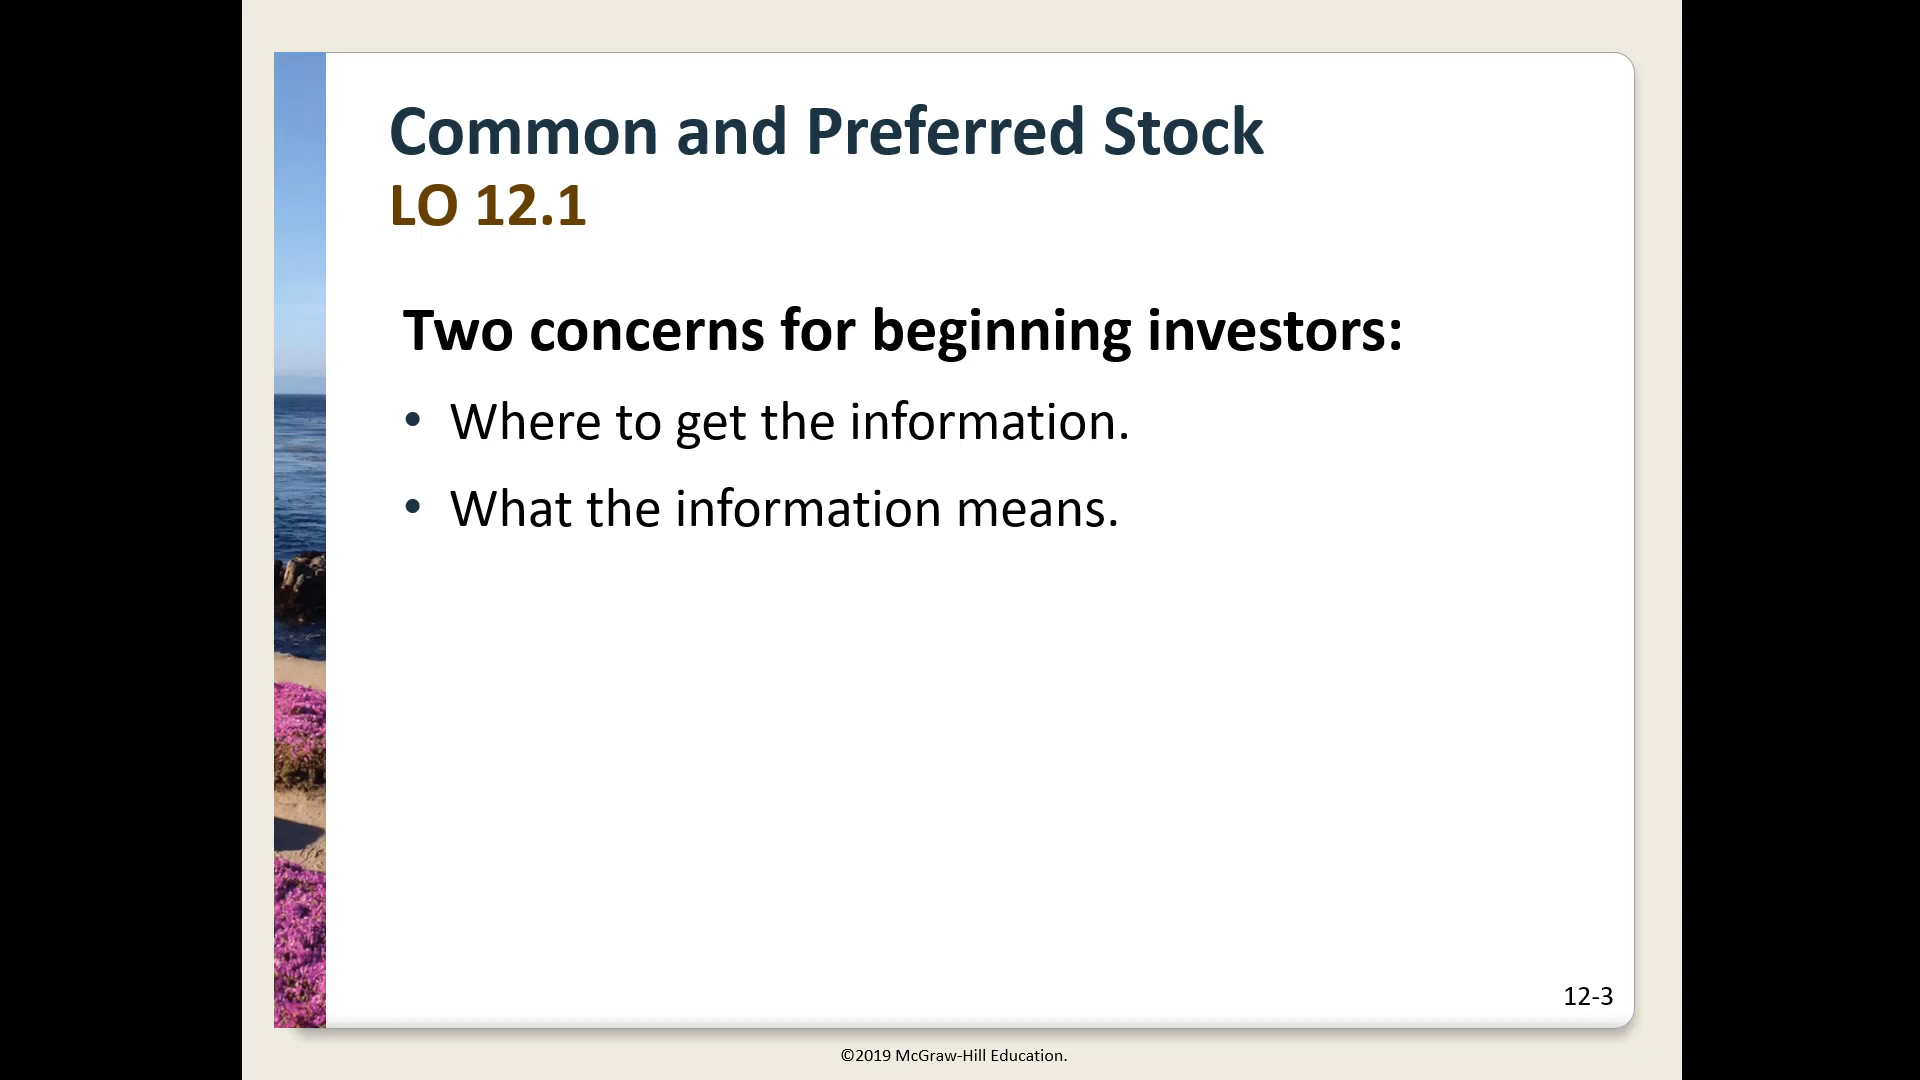 Common and Preferred Stock
LO 12.1
Two concerns for beginning investors:
• Where to get the information.
• What the information means.
12-3
©2019 McGraw-Hill Education.